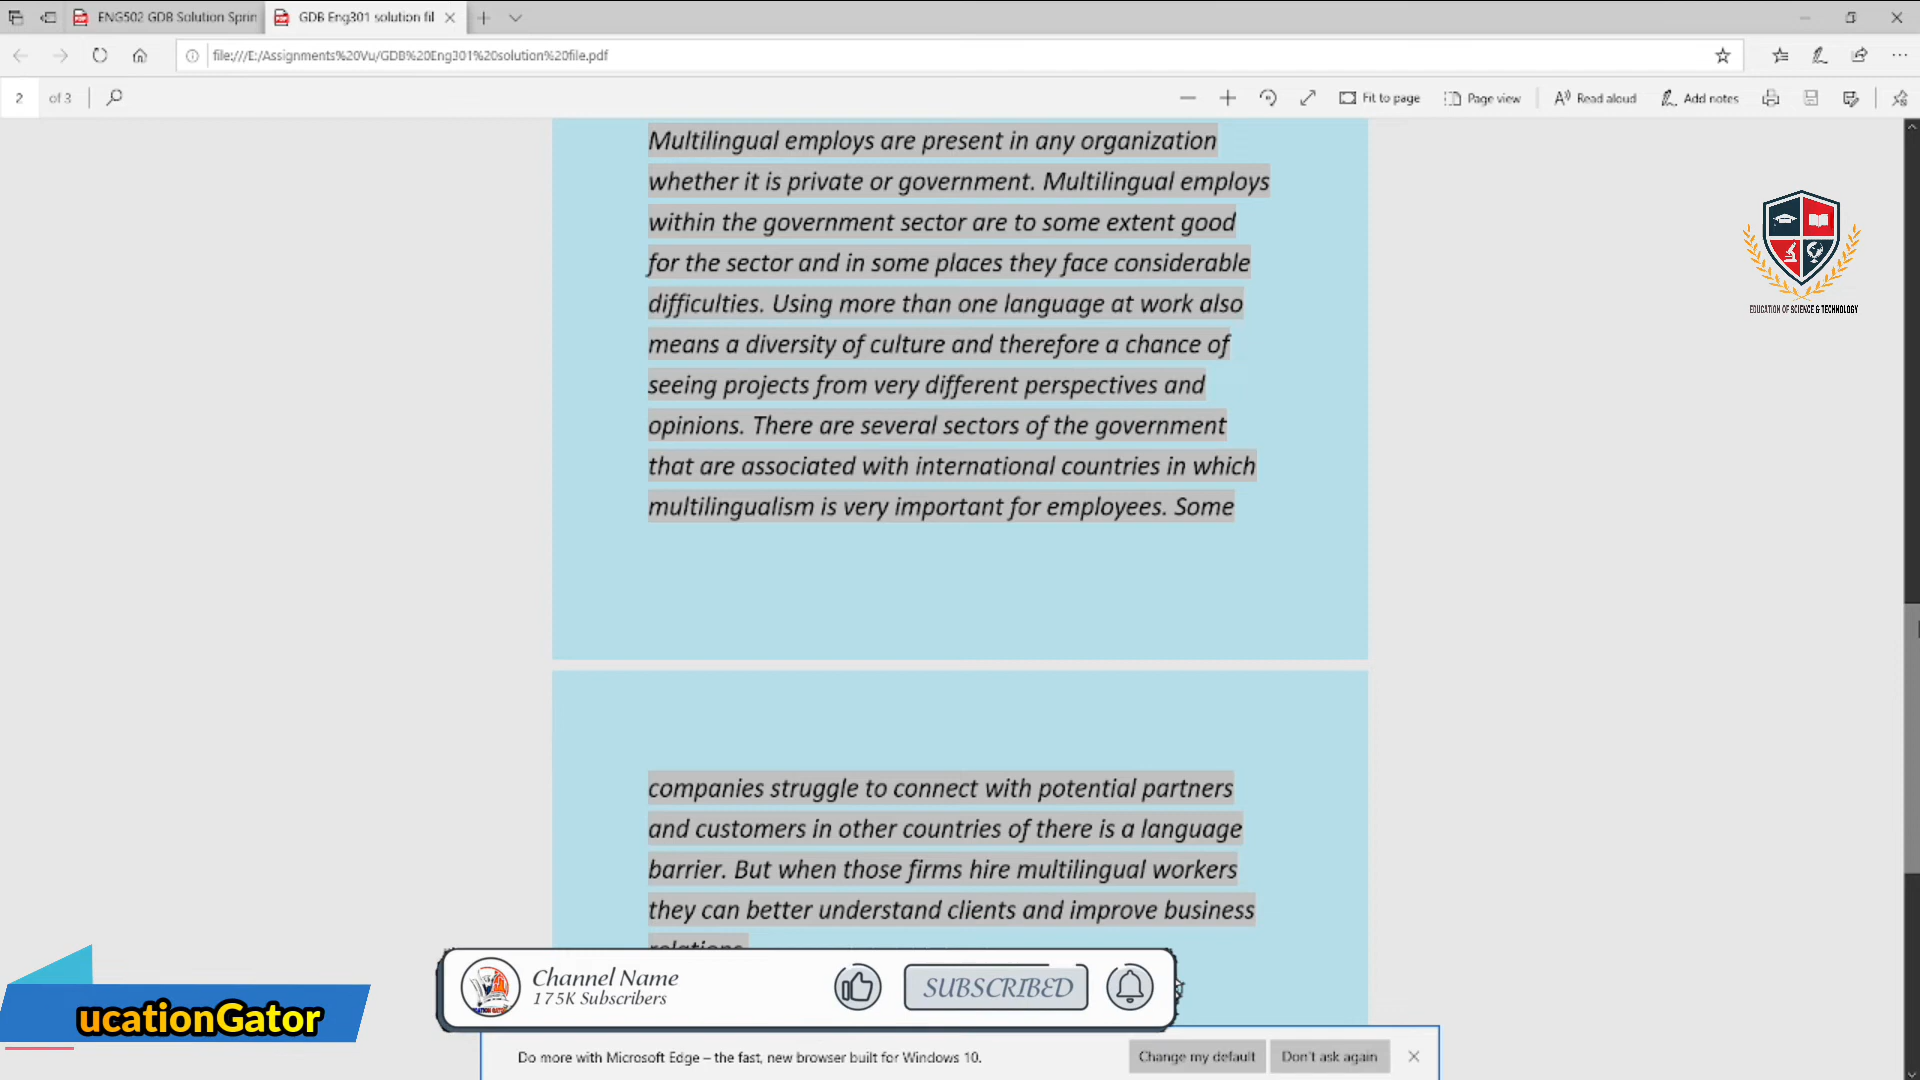 ENG502 GDB Solution Sprin
GDB Eng301 solution fil
file:///E:/Assignments%20Vu/GDB%20Eng301%20solution%20file.pdf
2 of 3
Fit to page
Page view
Read aloud
Add notes
Multilingual employs are present in any organization
whether it is private or government. Multilingual employs
within the government sector are to some extent good
for the sector and in some places they face considerable
difficulties. Using more than one language at work also
means a diversity of culture and therefore a chance of
seeing projects from very different perspectives and
opinions. There are several sectors of the government
that are associated with international countries in which
multilingualism is very important for employees. Some
EDUCATION OF SCIENCE & TECHNOLOGY
companies struggle to connect with potential partners
and customers in other countries of there is a language
barrier. But when those firms hire multilingual workers
they can better understand clients and improve business
relations.
Channel Name
175K Subscribers
SUBSCRIBED
ucationGator
Do more with Microsoft Edge – the fast, new browser built for Windows 10.
Change my default
Don't ask again